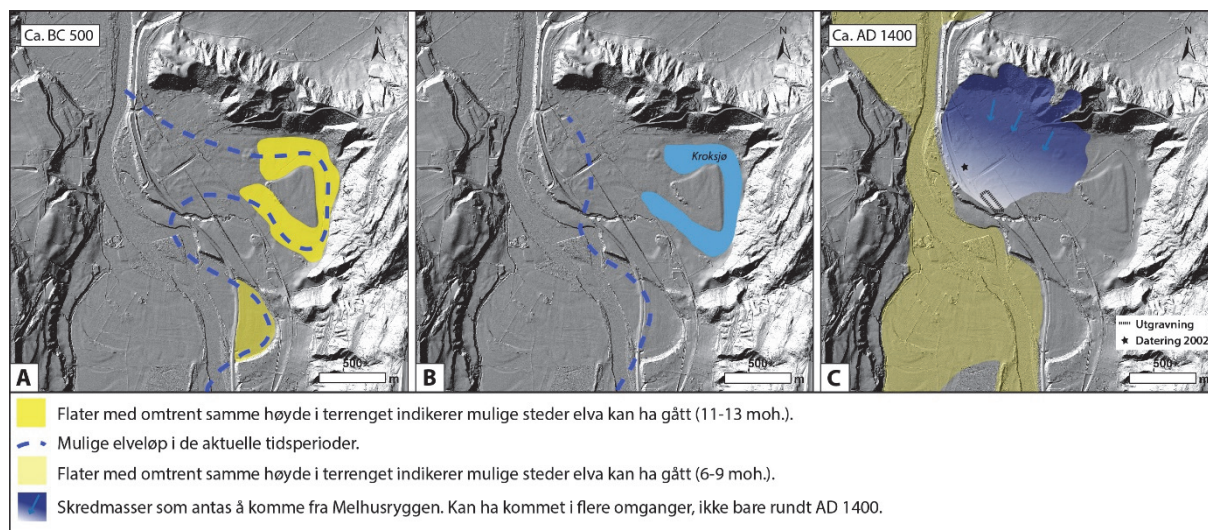 Ca. BC 500
N
A
500
m
N
Kroksjø
B
500
m
Ca. AD 1400
N
Utgravning
Datering 2002
C
500
m
Flater med omtrent samme høyde i terrenget indikerer mulige steder elva kan ha gått (11-13 moh.).
Mulige elveløp i de aktuelle tidsperioder.
Flater med omtrent samme høyde i terrenget indikerer mulige steder elva kan ha gått (6-9 moh.).
Skredmasser som antas å komme fra Melhusryggen. Kan ha kommet i flere omganger, ikke bare rundt AD 1400.